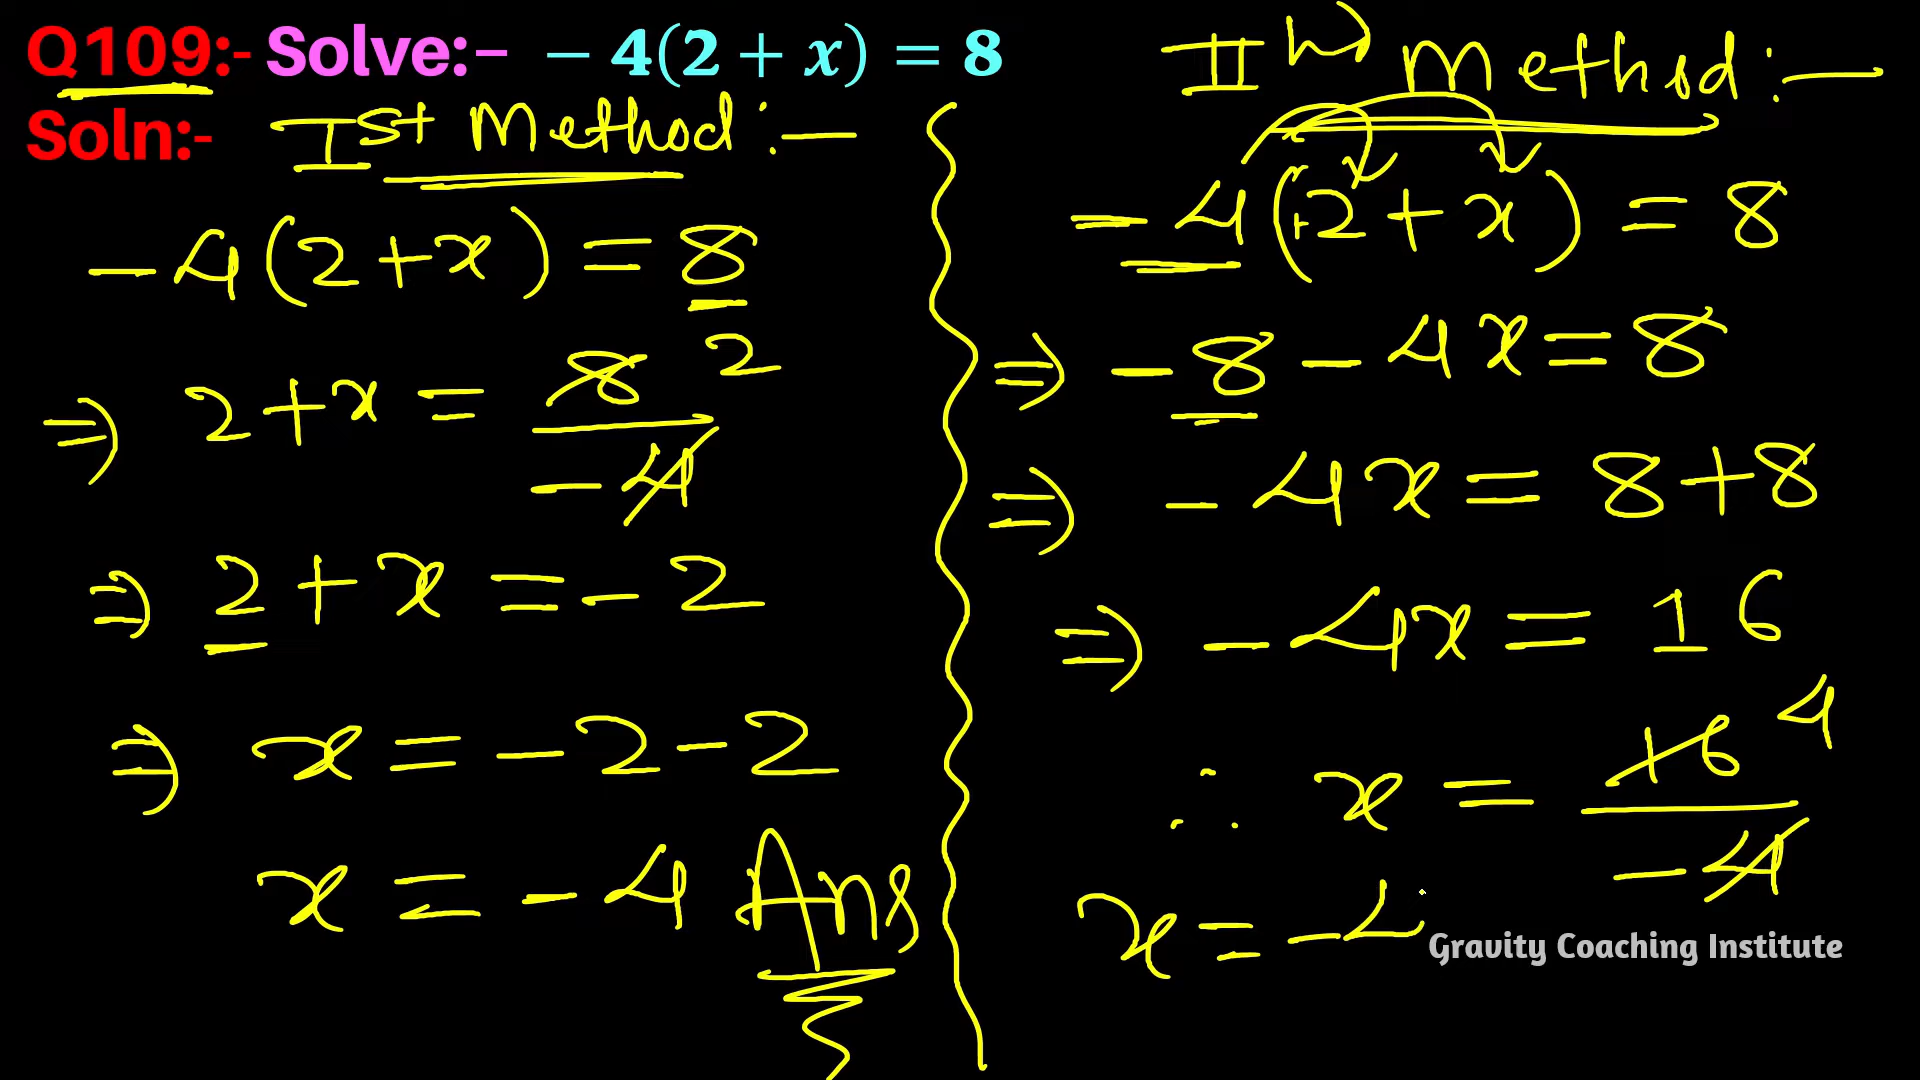 Q109:- Solve:- -4(2 + x) = 8
Soln:- Ist Method:-
-4(2+x) = 8
⇒ 2+x = 8/-4 2
⇒ 2+x = -2
⇒ x = -2-2
x = -4 Ans
IInd Method:-
-4(+2+x) = 8
⇒ -8-4x = 8
⇒ -4x = 8+8
⇒ -4x = 16
∴ x = 16/-4 4
x = -4
Gravity Coaching Institute